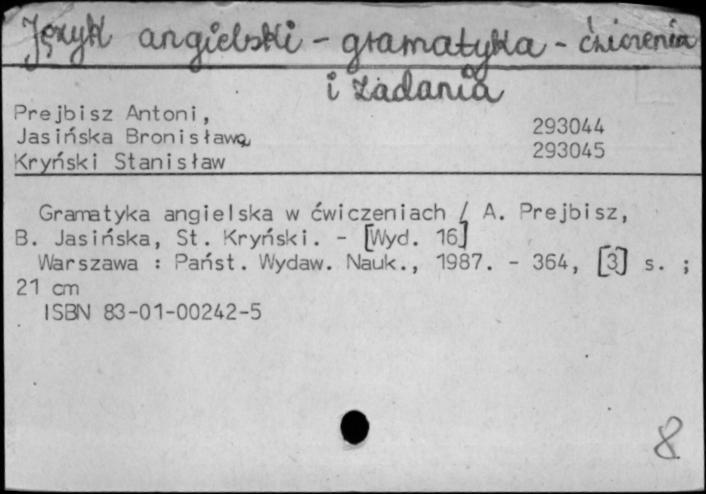 Język angielski - gramatyka - ćwiczenia
i zadania
Prejbisz Antoni,
Jasińska Bronisława,
Kryński Stanisław
293044
293045
Gramatyka angielska w ćwiczeniach / A. Prejbisz,
B. Jasińska, St. Kryński. - [Wyd. 16]
Warszawa : Państ. Wydaw. Nauk., 1987. - 364, [3] s. ;
21 cm
ISBN 83-01-00242-5
8